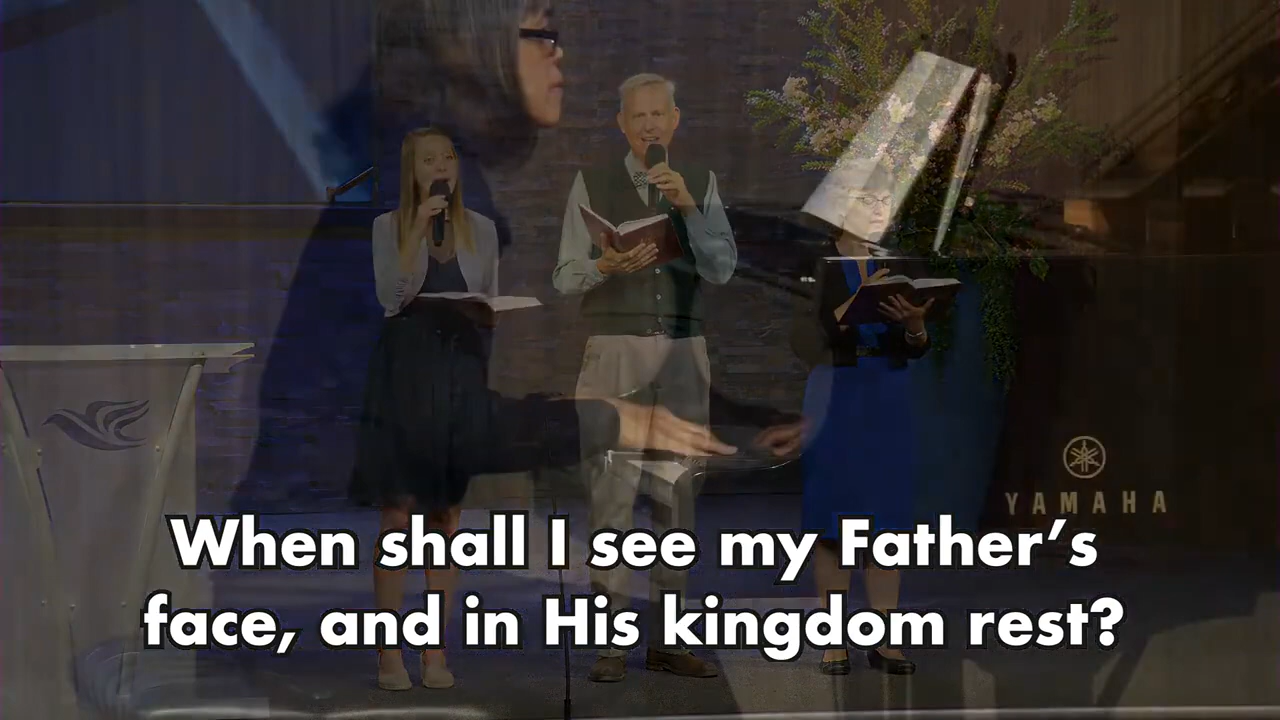 YAMAHA
When shall I see my Father’s
face, and in His kingdom rest?